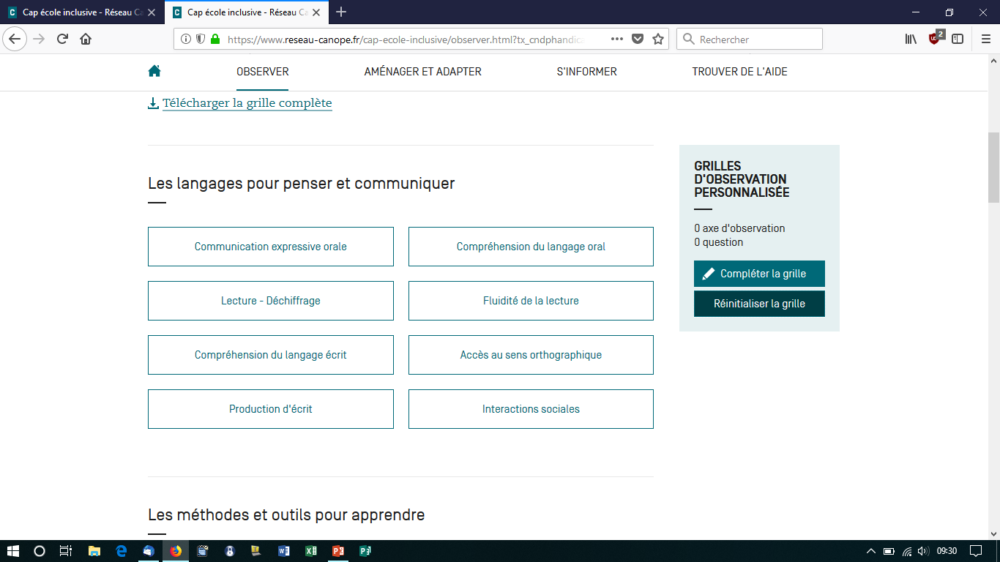 Cap école inclusive - Réseau Ca
Cap école inclusive - Réseau Ca
https://www.reseau-canope.fr/cap-ecole-inclusive/observer.html?tx_cndphandic
Rechercher
2
OBSERVER
AMÉNAGER ET ADAPTER
S'INFORMER
TROUVER DE L'AIDE
Télécharger la grille complète
Les langages pour penser et communiquer
Communication expressive orale
Compréhension du langage oral
Lecture - Déchiffrage
Fluidité de la lecture
Compréhension du langage écrit
Accès au sens orthographique
Production d'écrit
Interactions sociales
GRILLES
D'OBSERVATION
PERSONNALISÉE
0 axe d'observation
0 question
Compléter la grille
Réinitialiser la grille
Les méthodes et outils pour apprendre
09:30